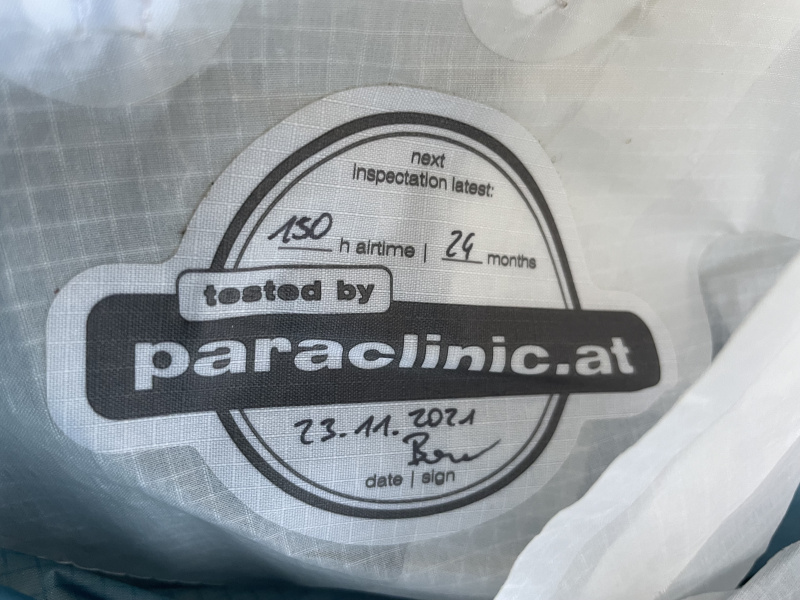 next
inspectation latest:
150 h airtime | 24 months
tested by
paraclinic.at
23.11.2021
date | sign